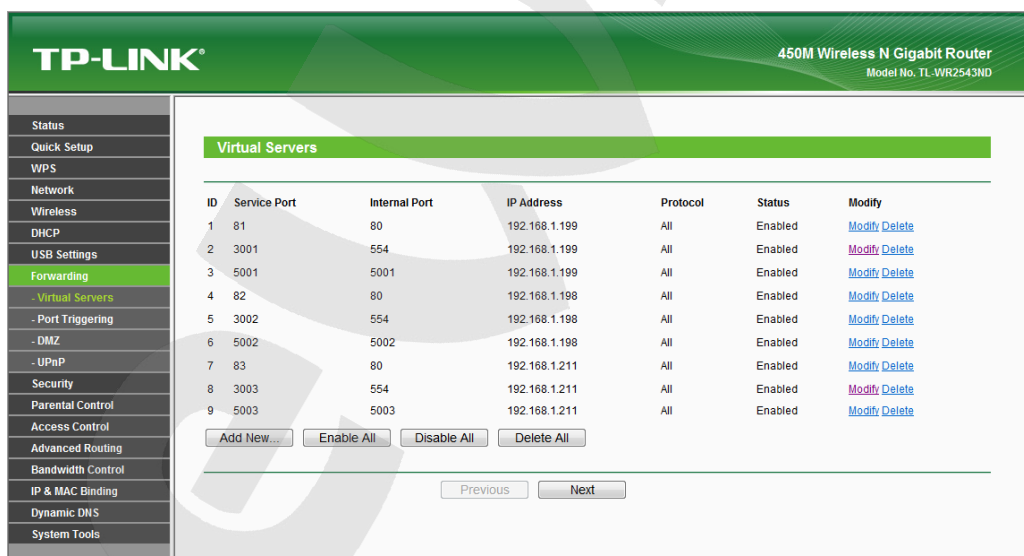 TP-LINK®
450M Wireless N Gigabit Router
Model No. TL-WR2543ND
Status
Quick Setup
WPS
Network
Wireless
DHCP
USB Settings
Forwarding
- Virtual Servers
- Port Triggering
- DMZ
- UPnP
Security
Parental Control
Access Control
Advanced Routing
Bandwidth Control
IP & MAC Binding
Dynamic DNS
System Tools
Virtual Servers
ID Service Port Internal Port IP Address Protocol Status Modify
1 81 80 192.168.1.199 All Enabled Modify Delete
2 3001 554 192.168.1.199 All Enabled Modify Delete
3 5001 5001 192.168.1.199 All Enabled Modify Delete
4 82 80 192.168.1.198 All Enabled Modify Delete
5 3002 554 192.168.1.198 All Enabled Modify Delete
6 5002 5002 192.168.1.198 All Enabled Modify Delete
7 83 80 192.168.1.211 All Enabled Modify Delete
8 3003 554 192.168.1.211 All Enabled Modify Delete
9 5003 5003 192.168.1.211 All Enabled Modify Delete
Add New... Enable All Disable All Delete All
Previous Next